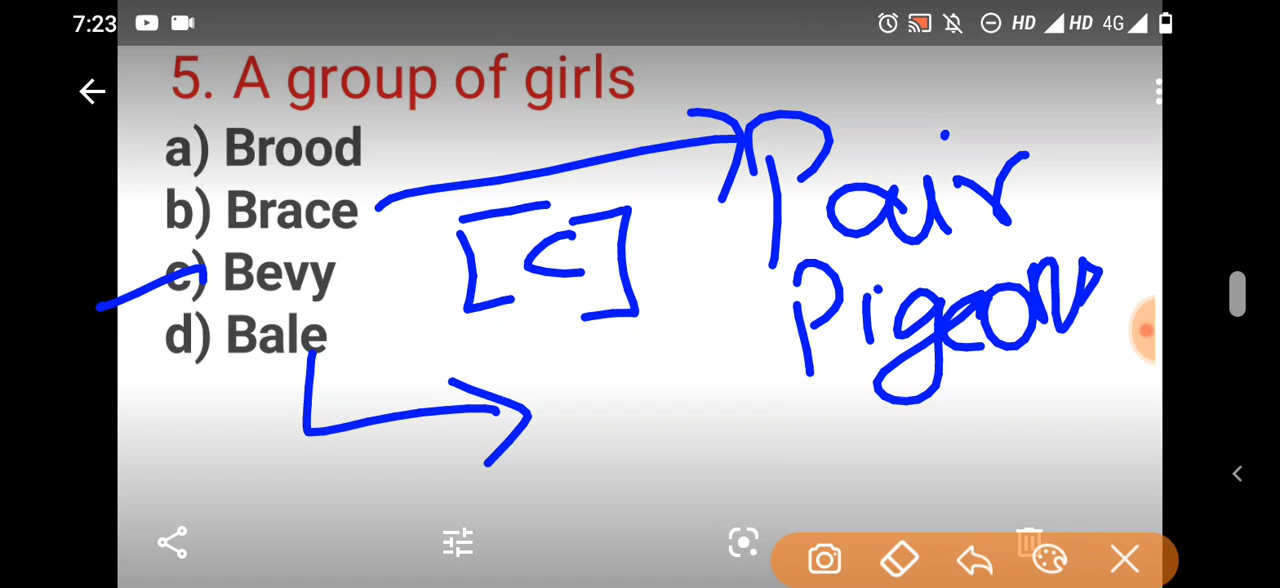 7:23 HD HD 4G
5. A group of girls
a) Brood
b) Brace
c) Bevy
d) Bale
[C]
Pair
Pigeon